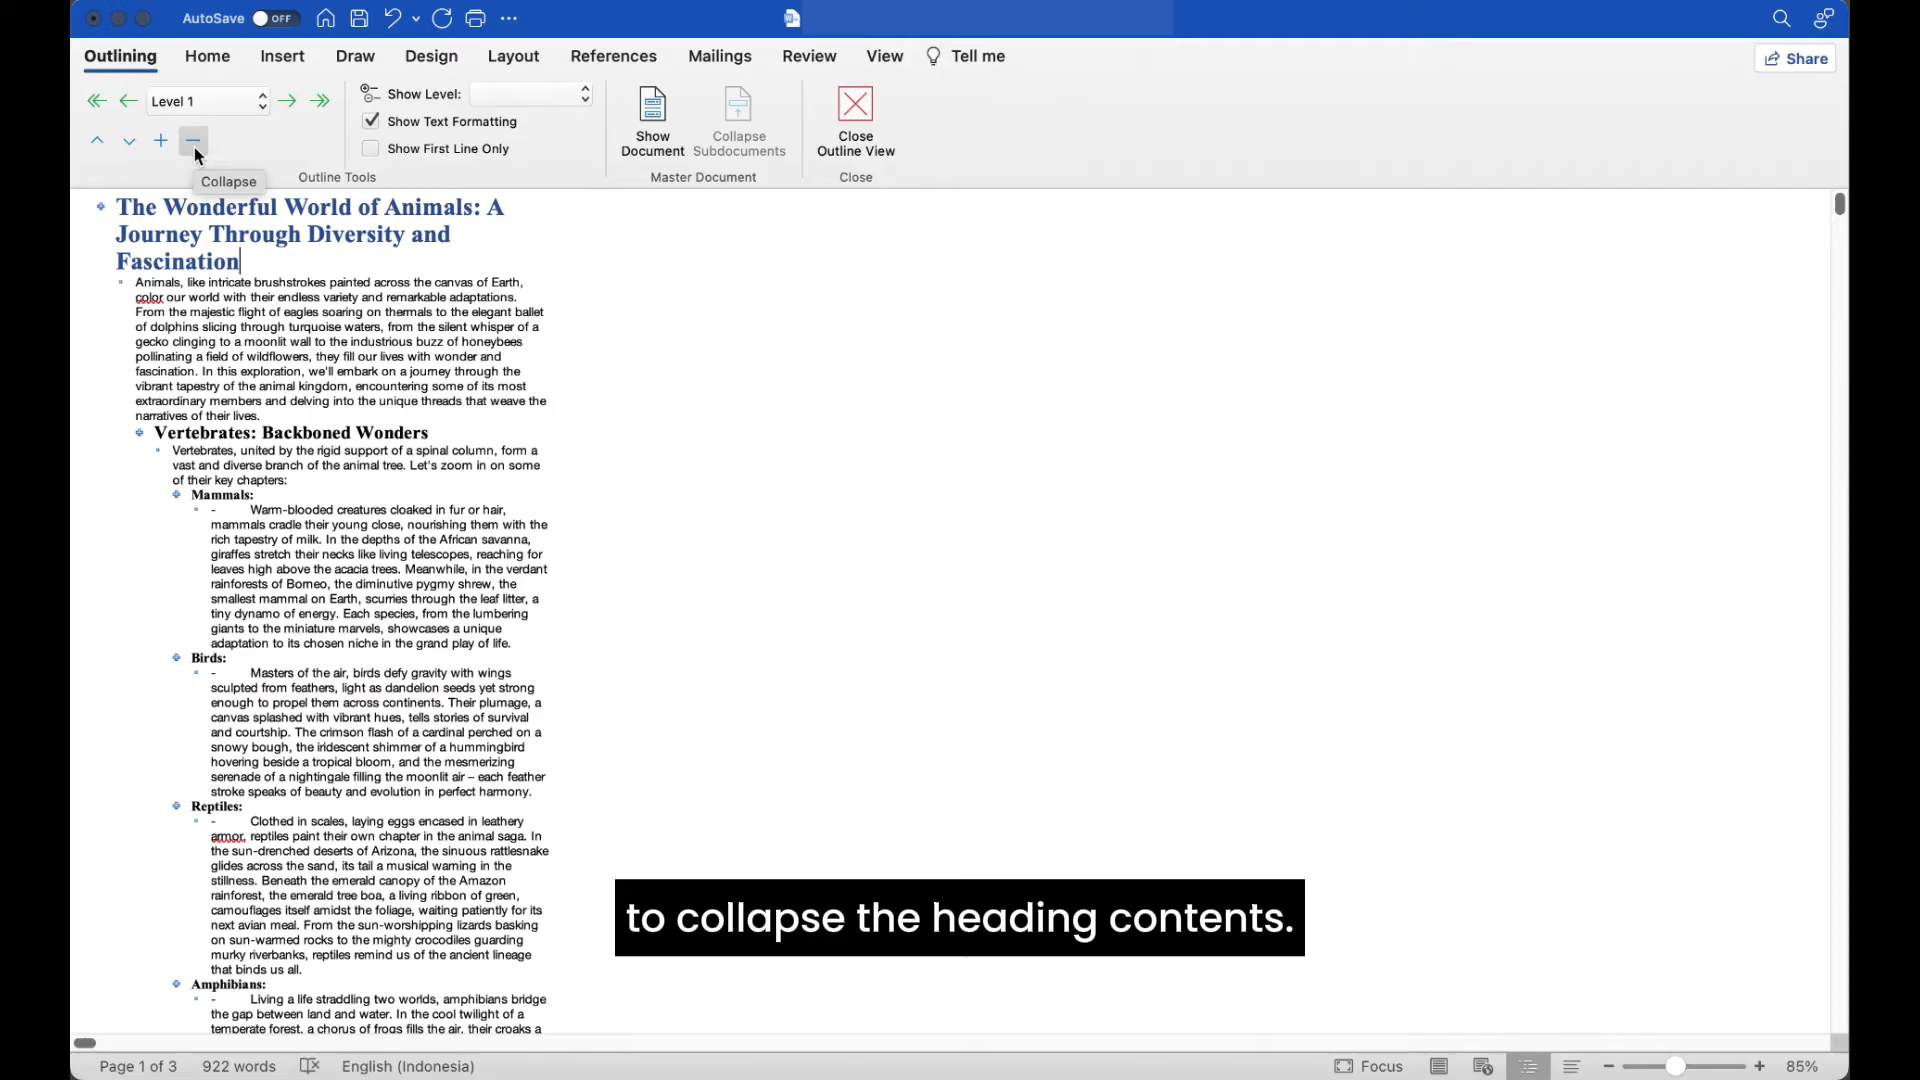 AutoSave OFF
Outlining Home Insert Draw Design Layout References Mailings Review View Tell me Share
Level 1
Show Level:
Show Text Formatting
Show First Line Only
Show Document
Collapse Subdocuments
Close Outline View
Collapse
Outline Tools
Master Document
Close
The Wonderful World of Animals: A
Journey Through Diversity and
Fascination
Animals, like intricate brushstrokes painted across the canvas of Earth,
color our world with their endless variety and remarkable adaptations.
From the majestic flight of eagles soaring on thermals to the elegant ballet
of dolphins slicing through turquoise waters, from the silent whisper of a
gecko clinging to a moonlit wall to the industrious buzz of honeybees
pollinating a field of wildflowers, they fill our lives with wonder and
fascination. In this exploration, we'll embark on a journey through the
vibrant tapestry of the animal kingdom, encountering some of its most
extraordinary members and delving into the unique threads that weave the
narratives of their lives.
Vertebrates: Backboned Wonders
Vertebrates, united by the rigid support of a spinal column, form a
vast and diverse branch of the animal tree. Let's zoom in on some
of their key chapters:
Mammals:
- Warm-blooded creatures cloaked in fur or hair,
mammals cradle their young close, nourishing them with the
rich tapestry of milk. In the depths of the African savanna,
giraffes stretch their necks like living telescopes, reaching for
leaves high above the acacia trees. Meanwhile, in the verdant
rainforests of Borneo, the diminutive pygmy shrew, the
smallest mammal on Earth, scurries through the leaf litter, a
tiny dynamo of energy. Each species, from the lumbering
giants to the miniature marvels, showcases a unique
adaptation to its chosen niche in the grand play of life.
Birds:
- Masters of the air, birds defy gravity with wings
sculpted from feathers, light as dandelion seeds yet strong
enough to propel them across continents. Their plumage, a
canvas splashed with vibrant hues, tells stories of survival
and courtship. The crimson flash of a cardinal perched on a
snowy bough, the iridescent shimmer of a hummingbird
hovering beside a tropical bloom, and the mesmerizing
serenade of a nightingale filling the moonlit air – each feather
stroke speaks of beauty and evolution in perfect harmony.
Reptiles:
- Clothed in scales, laying eggs encased in leathery
armor, reptiles paint their own chapter in the animal saga. In
the sun-drenched deserts of Arizona, the sinuous rattlesnake
glides across the sand, its tail a musical warning in the
stillness. Beneath the emerald canopy of the Amazon
rainforest, the emerald tree boa, a living ribbon of green,
camouflages itself amidst the foliage, waiting patiently for its
next avian meal. From the sun-worshipping lizards basking
on sun-warmed rocks to the mighty crocodiles guarding
murky riverbanks, reptiles remind us of the ancient lineage
that binds us all.
Amphibians:
- Living a life straddling two worlds, amphibians bridge
the gap between land and water. In the cool twilight of a
temperate forest, a chorus of frogs fills the air, their croaks a
to collapse the heading contents.
Page 1 of 3 922 words English (Indonesia) Focus 85%